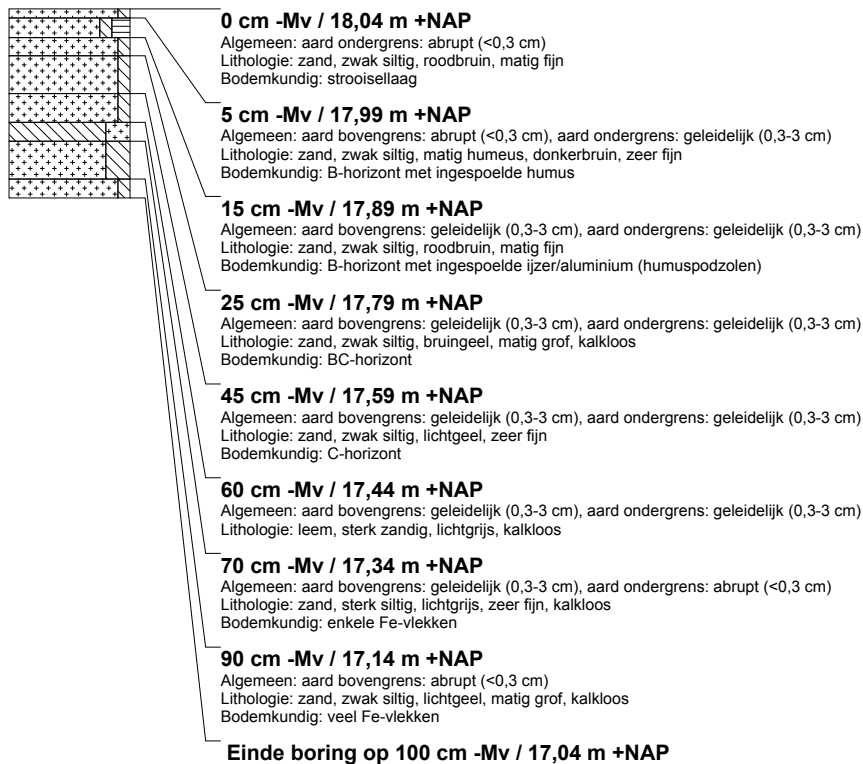 0 cm -Mv / 18,04 m +NAP
Algemeen: aard ondergrens: abrupt (<0,3 cm)
Lithologie: zand, zwak siltig, roodbruin, matig fijn
Bodemkundig: strooisellaag
5 cm -Mv / 17,99 m +NAP
Algemeen: aard bovengrens: abrupt (<0,3 cm), aard ondergrens: geleidelijk (0,3-3 cm)
Lithologie: zand, zwak siltig, matig humeus, donkerbruin, zeer fijn
Bodemkundig: B-horizont met ingespoelde humus
15 cm -Mv / 17,89 m +NAP
Algemeen: aard bovengrens: geleidelijk (0,3-3 cm), aard ondergrens: geleidelijk (0,3-3 cm)
Lithologie: zand, zwak siltig, roodbruin, matig fijn
Bodemkundig: B-horizont met ingespoelde ijzer/aluminium (humuspodzolen)
25 cm -Mv / 17,79 m +NAP
Algemeen: aard bovengrens: geleidelijk (0,3-3 cm), aard ondergrens: geleidelijk (0,3-3 cm)
Lithologie: zand, zwak siltig, bruingeel, matig grof, kalkloos
Bodemkundig: BC-horizont
45 cm -Mv / 17,59 m +NAP
Algemeen: aard bovengrens: geleidelijk (0,3-3 cm), aard ondergrens: geleidelijk (0,3-3 cm)
Lithologie: zand, zwak siltig, lichtgeel, zeer fijn
Bodemkundig: C-horizont
60 cm -Mv / 17,44 m +NAP
Algemeen: aard bovengrens: geleidelijk (0,3-3 cm), aard ondergrens: geleidelijk (0,3-3 cm)
Lithologie: leem, sterk zandig, lichtgrijs, kalkloos
70 cm -Mv / 17,34 m +NAP
Algemeen: aard bovengrens: geleidelijk (0,3-3 cm), aard ondergrens: abrupt (<0,3 cm)
Lithologie: zand, sterk siltig, lichtgrijs, zeer fijn, kalkloos
Bodemkundig: enkele Fe-vlekken
90 cm -Mv / 17,14 m +NAP
Algemeen: aard bovengrens: abrupt (<0,3 cm)
Lithologie: zand, zwak siltig, lichtgeel, matig grof, kalkloos
Bodemkundig: veel Fe-vlekken
Einde boring op 100 cm -Mv / 17,04 m +NAP